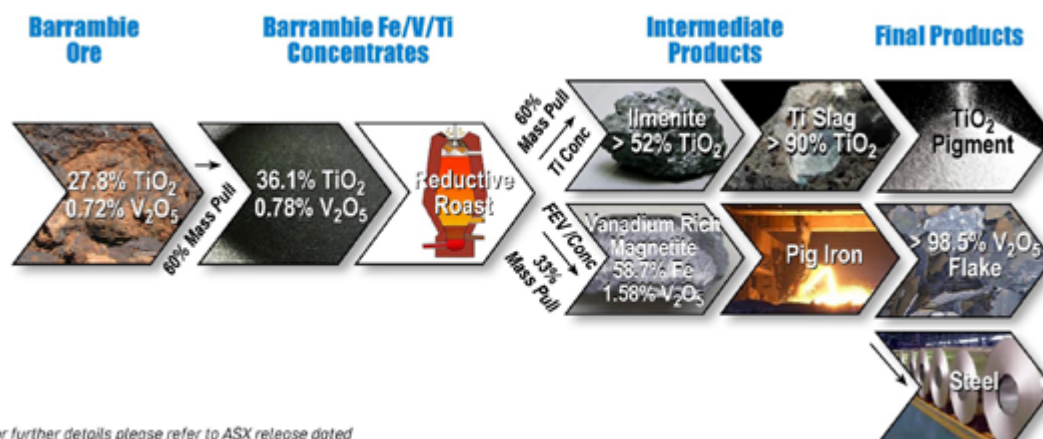 Barrambie
Ore
Barrambie Fe/V/Ti
Concentrates
Intermediate
Products
Final Products
27.8% TiO₂
0.72% V₂O₅
60% Mass Pull
36.1% TiO₂
0.78% V₂O₅
Reductive
Roast
60%
Mass Pull
Ti Conc
Ilmenite
> 52% TiO₂
Ti Slag
> 90% TiO₂
TiO₂
Pigment
FEV/Conc
33%
Mass Pull
Vanadium Rich
Magnetite
58.7% Fe
1.58% V₂O₅
Pig Iron
> 98.5% V₂O₅
Flake
Steel
or further details please refer to ASX release dated